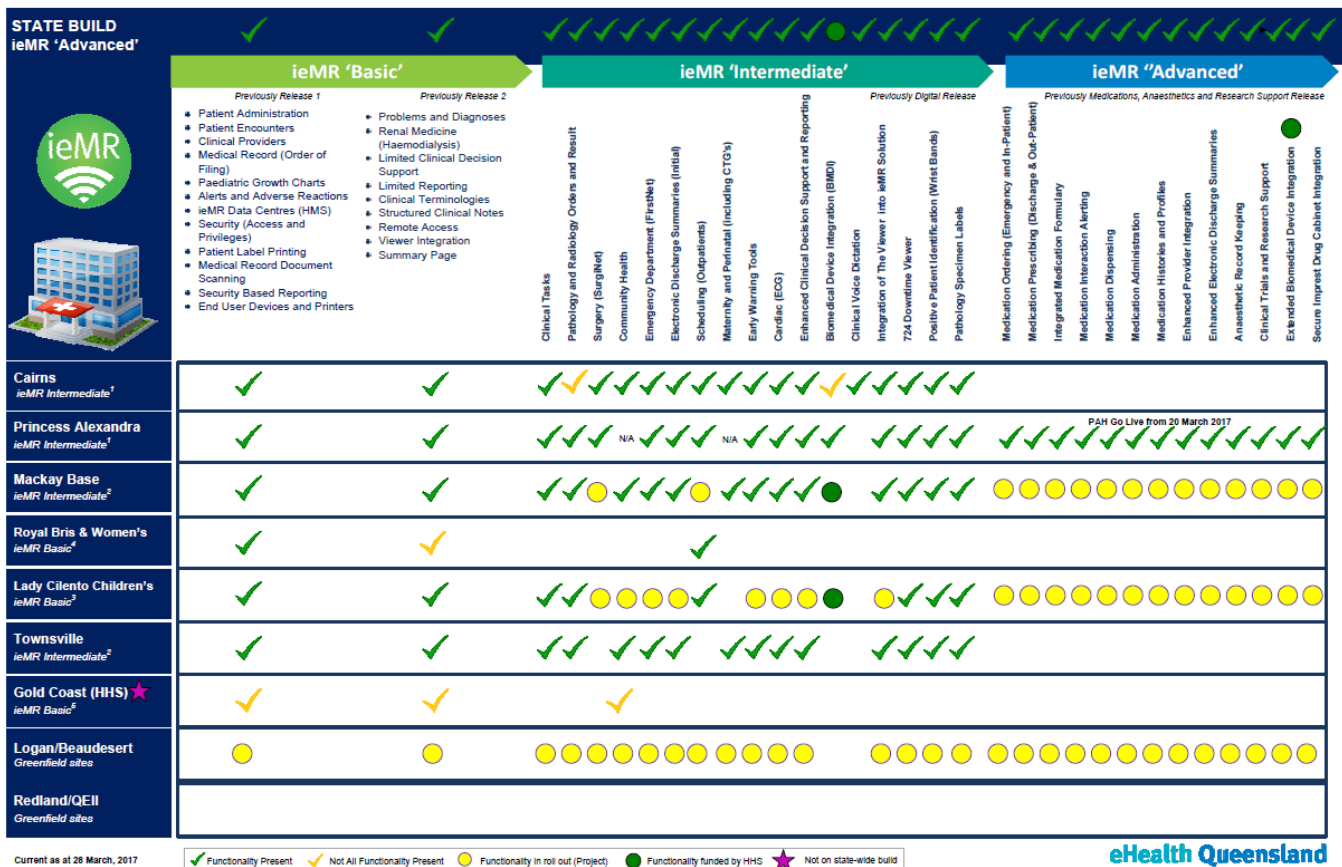 STATE BUILD
ieMR 'Advanced'
ieMR 'Basic'
ieMR 'Intermediate'
ieMR ''Advanced'
Previously Release 1
Previously Release 2
Previously Digital Release
Previously Medications, Anaesthetics and Research Support Release
ieMR
Patient Administration
Patient Encounters
Clinical Providers
Medical Record (Order of
Filing)
Paediatric Growth Charts
Alerts and Adverse Reactions
ieMR Data Centres (HMS)
Security (Access and
Privileges)
Patient Label Printing
Medical Record Document
Scanning
Security Based Reporting
End User Devices and Printers
Problems and Diagnoses
Renal Medicine
(Haemodialysis)
Limited Clinical Decision
Support
Limited Reporting
Clinical Terminologies
Structured Clinical Notes
Remote Access
Viewer Integration
Summary Page
Clinical Tasks
Pathology and Radiology Orders and Result
Surgery (SurgiNet)
Community Health
Emergency Department (FirstNet)
Electronic Discharge Summaries (Initial)
Scheduling (Outpatients)
Maternity and Perinatal (including CTG's)
Early Warning Tools
Cardiac (ECG)
Enhanced Clinical Decision Support and Reporting
Biomedical Device Integration (BMDI)
Clinical Voice Dictation
Integration of The Viewer into ieMR Solution
724 Downtime Viewer
Positive Patient Identification (Wrist Bands)
Pathology Specimen Labels
Medication Ordering (Emergency and In-Patient)
Medication Prescribing (Discharge & Out-Patient)
Integrated Medication Formulary
Medication Interaction Alerting
Medication Dispensing
Medication Administration
Medication Histories and Profiles
Enhanced Provider Integration
Enhanced Electronic Discharge Summaries
Anaesthetic Record Keeping
Clinical Trials and Research Support
Extended Biomedical Device Integration
Secure Imprest Drug Cabinet Integration
Cairns
ieMR Intermediate¹
Princess Alexandra
ieMR Intermediate¹
N/A
N/A
PAH Go Live from 20 March 2017
Mackay Base
ieMR Intermediate²
Royal Bris & Women's
ieMR Basic⁴
Lady Cilento Children's
ieMR Basic³
Townsville
ieMR Intermediate²
Gold Coast (HHS)
ieMR Basic⁵
Logan/Beaudesert
Greenfield sites
Redland/QEII
Greenfield sites
Current as at 28 March, 2017
Functionality Present
Not All Functionality Present
Functionality in roll out (Project)
Functionality funded by HHS
Not on state-wide build
eHealth Queensland